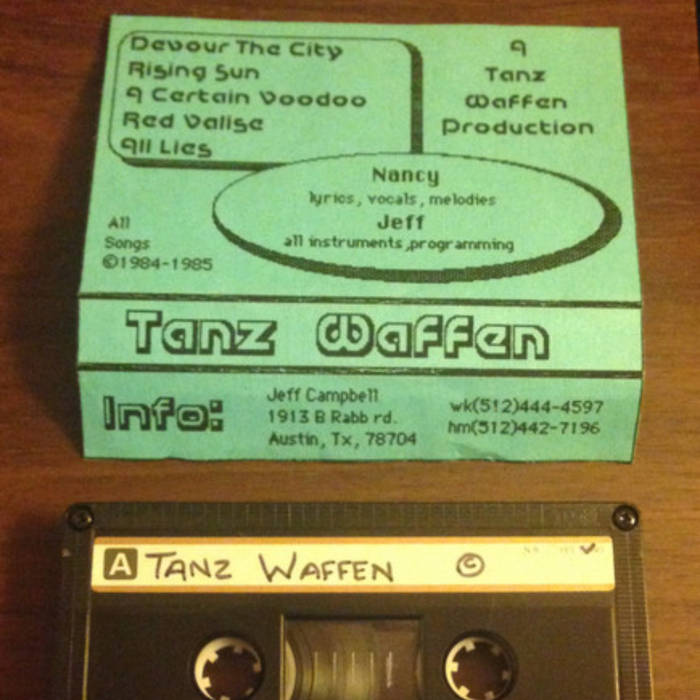 Devour The City
Rising Sun
A Certain Voodoo
Red Valise
All Lies
A
Tanz
Waffen
Production
Nancy
lyrics, vocals, melodies
Jeff
all instruments,programming
All
Songs
©1984-1985
Tanz Waffen
Info:
Jeff Campbell
1913 B Rabb rd.
Austin, Tx, 78704
wk(512)444-4597
hm(512)442-7196
A TANZ WAFFEN ©